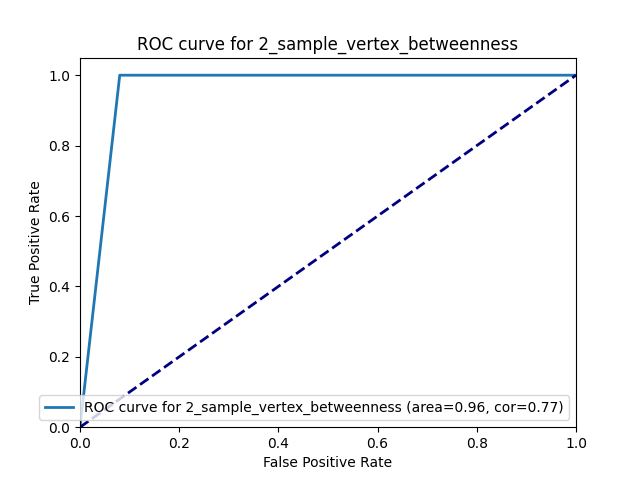 ROC curve for 2_sample_vertex_betweenness
1.0
0.8
0.6
0.4
0.2
0.0
True Positive Rate
ROC curve for 2_sample_vertex_betweenness (area=0.96, cor=0.77)
0.0 0.2 0.4 0.6 0.8 1.0
False Positive Rate